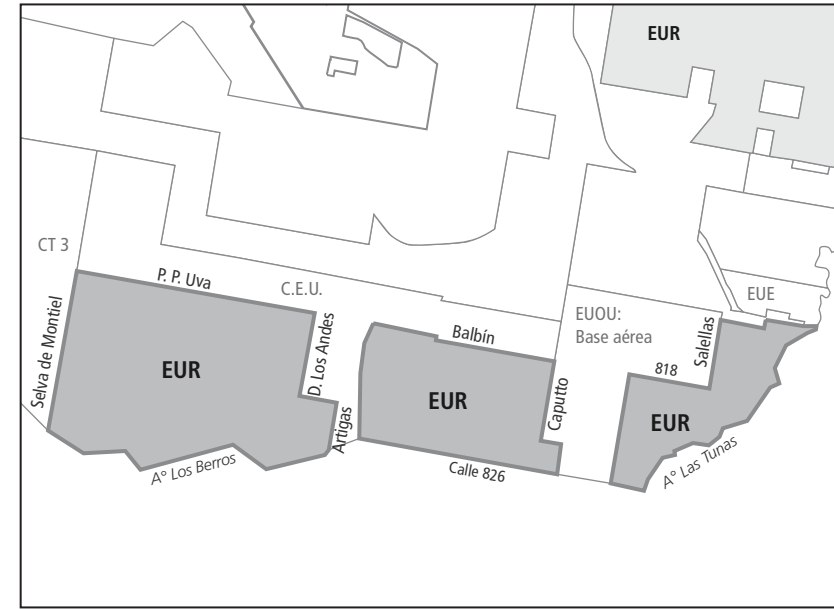 EUR
CT 3
P. P. Uva
C.E.U.
EUE
EUOU:
Base aérea
Selva de Montiel
D. Los Andes
Balbín
Salellas
818
EUR
EUR
Caputto
EUR
Artigas
A° Los Berros
Calle 826
A° Las Tunas